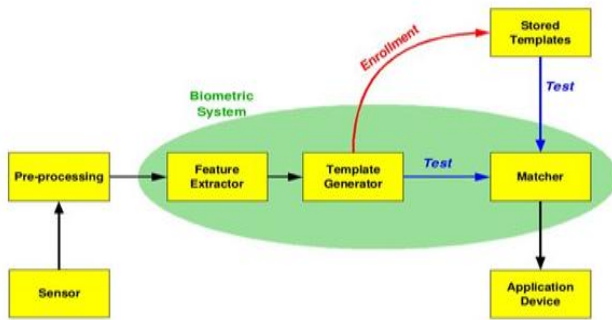 Stored
Templates
Enrollment
Test
Biometric
System
Pre-processing
Feature
Extractor
Template
Generator
Test
Matcher
Sensor
Application
Device